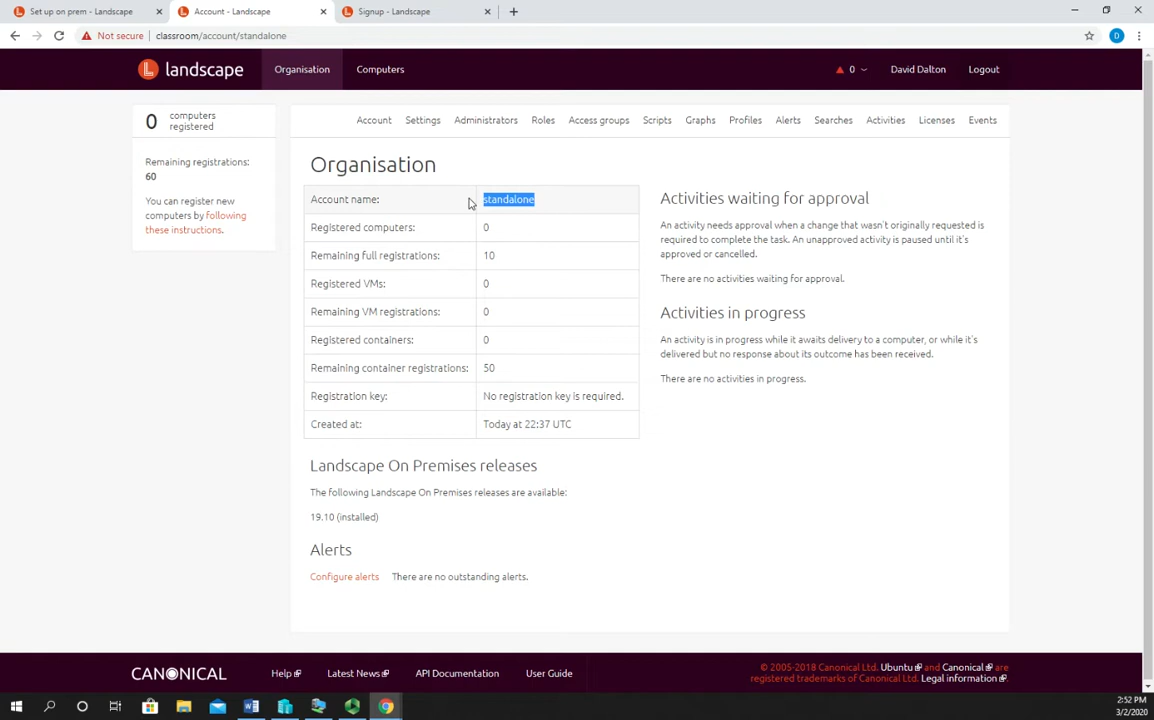 Set up on prem - Landscape
Account - Landscape
Signup - Landscape
Not secure
classroom/account/standalone
D
landscape
Organisation
Computers
0
David Dalton
Logout
0 computers
registered
Remaining registrations:
60
You can register new
computers by following
these instructions.
Account
Settings
Administrators
Roles
Access groups
Scripts
Graphs
Profiles
Alerts
Searches
Activities
Licenses
Events
Organisation
Account name: standalone
Registered computers: 0
Remaining full registrations: 10
Registered VMs: 0
Remaining VM registrations: 0
Registered containers: 0
Remaining container registrations: 50
Registration key: No registration key is required.
Created at: Today at 22:37 UTC
Landscape On Premises releases
The following Landscape On Premises releases are available:
19.10 (installed)
Alerts
Configure alerts There are no outstanding alerts.
Activities waiting for approval
An activity needs approval when a change that wasn't originally requested is
required to complete the task. An unapproved activity is paused until it's
approved or cancelled.
There are no activities waiting for approval.
Activities in progress
An activity is in progress while it awaits delivery to a computer, or while it's
delivered but no response about its outcome has been received.
There are no activities in progress.
CANONICAL
Help
Latest News
API Documentation
User Guide
© 2005-2018 Canonical Ltd. Ubuntu and Canonical are
registered trademarks of Canonical Ltd. Legal information.
2:52 PM
3/2/2020